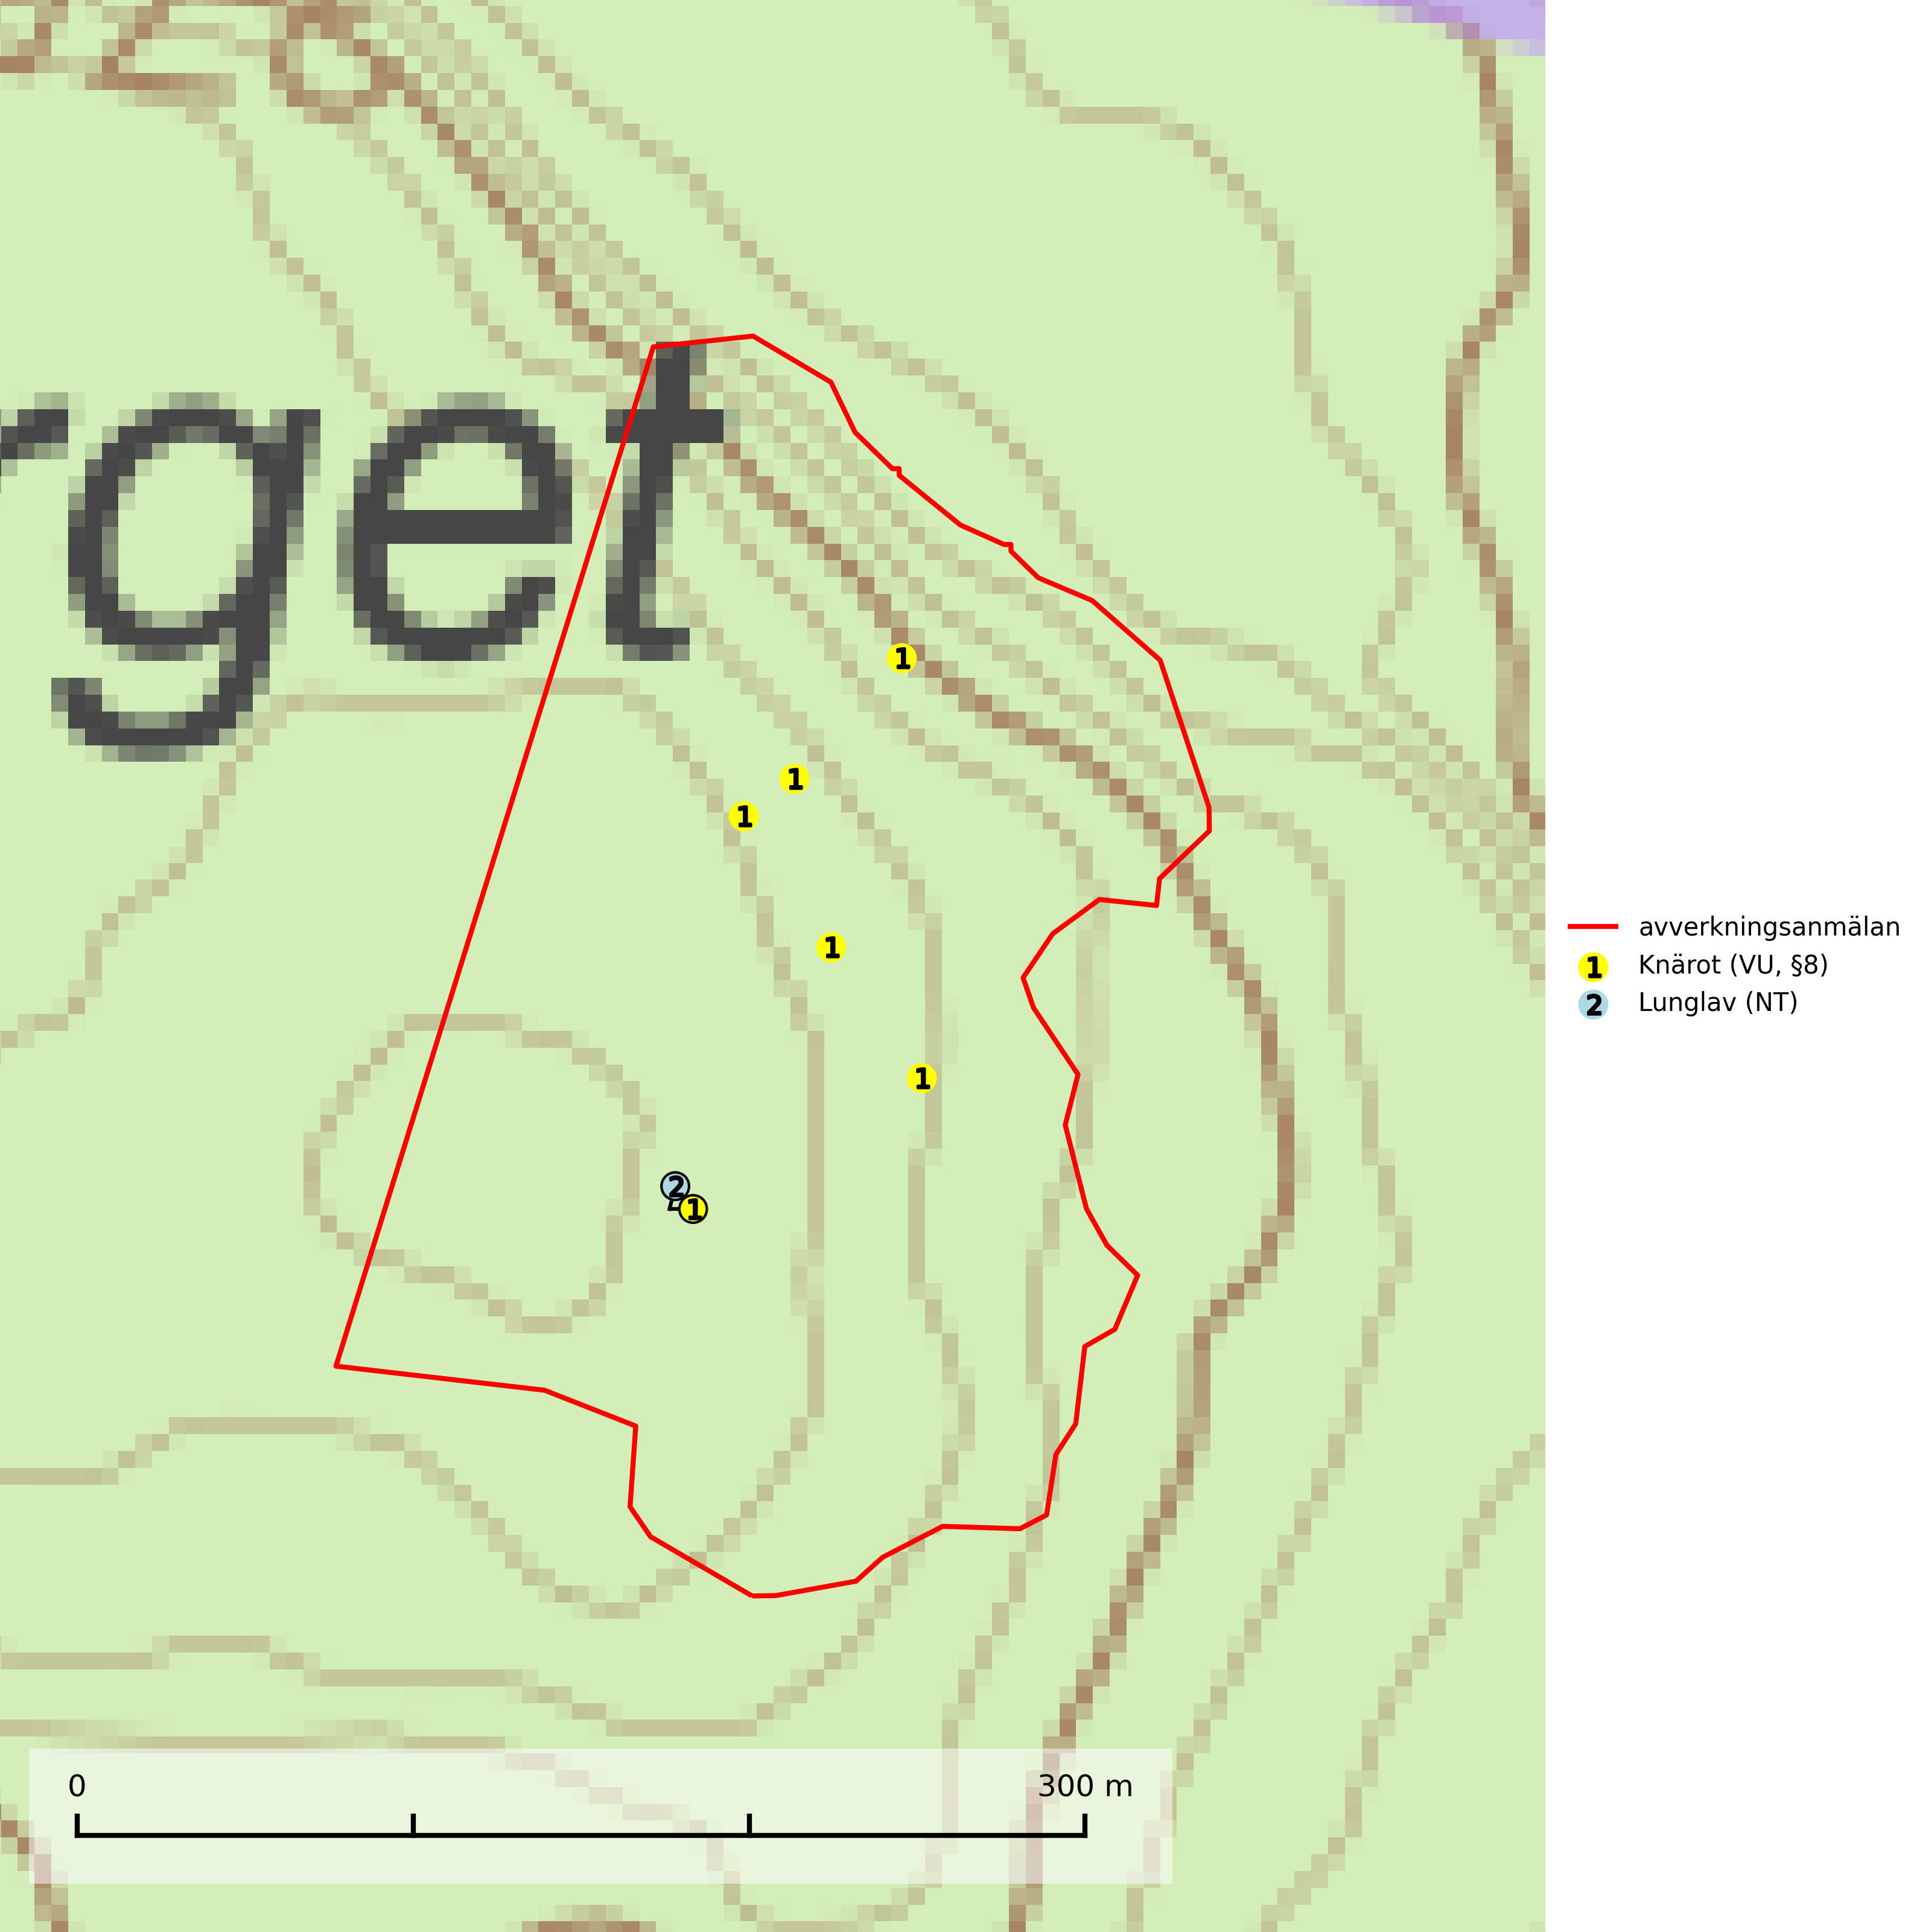 rget
1
1
1
1
1
2
1
avverkningsanmälan
1 Knärot (VU, §8)
2 Lunglav (NT)
0 300 m